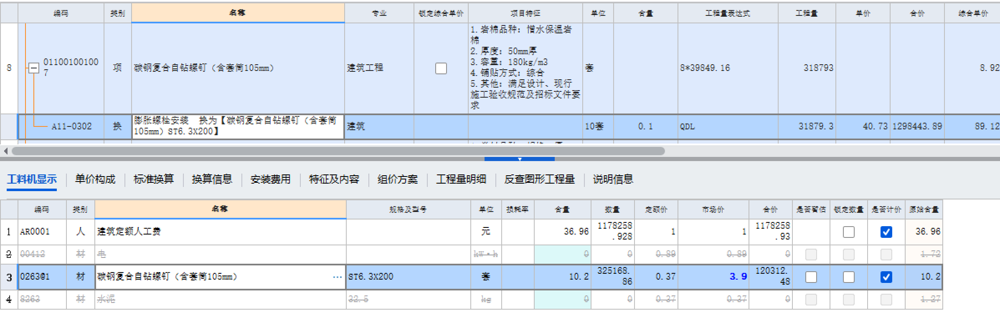 编码 类别 名称 专业 锁定综合单价 项目特征 单位 含量 工程量表达式 工程量 单价 合价 综合单价
8 011001001007 项 碳钢复合自钻螺钉（含套筒105mm） 建筑工程
1.岩棉品种：憎水保温岩
棉
2.厚度：50mm厚
3.容重：180kg/m3
4.铺贴方式：综合
5.其他：满足设计、现行
施工验收规范及招标文件要
求
套 8*39849.16 318793 8.92
A11-0302 换 膨胀螺栓安装 换为【碳钢复合自钻螺钉（含套筒
105mm）ST6.3X200】 建筑 10套 0.1 QDL 31879.3 40.73 1298443.89 89.12
工料机显示 单价构成 标准换算 换算信息 安装费用 特征及内容 组价方案 工程量明细 反查图形工程量 说明信息
编码 类别 名称 规格及型号 单位 损耗率 含量 数量 定额价 市场价 合价 是否暂估 锁定数量 是否计价 原始含量
1 AR0001 人 建筑定额人工费 元 36.96 1178258.928 1 1 1178258.93 36.96
2 00412 材 电 kW·h 0 0 0.89 0.89 0 1.72
3 0263@1 材 碳钢复合自钻螺钉（含套筒105mm） ··· ST6.3X200 套 10.2 325168.86 0.37 3.9 120312.48 10.2
4 8263 材 水泥 32.5 kg 0 0 0.37 0.37 0 1.27